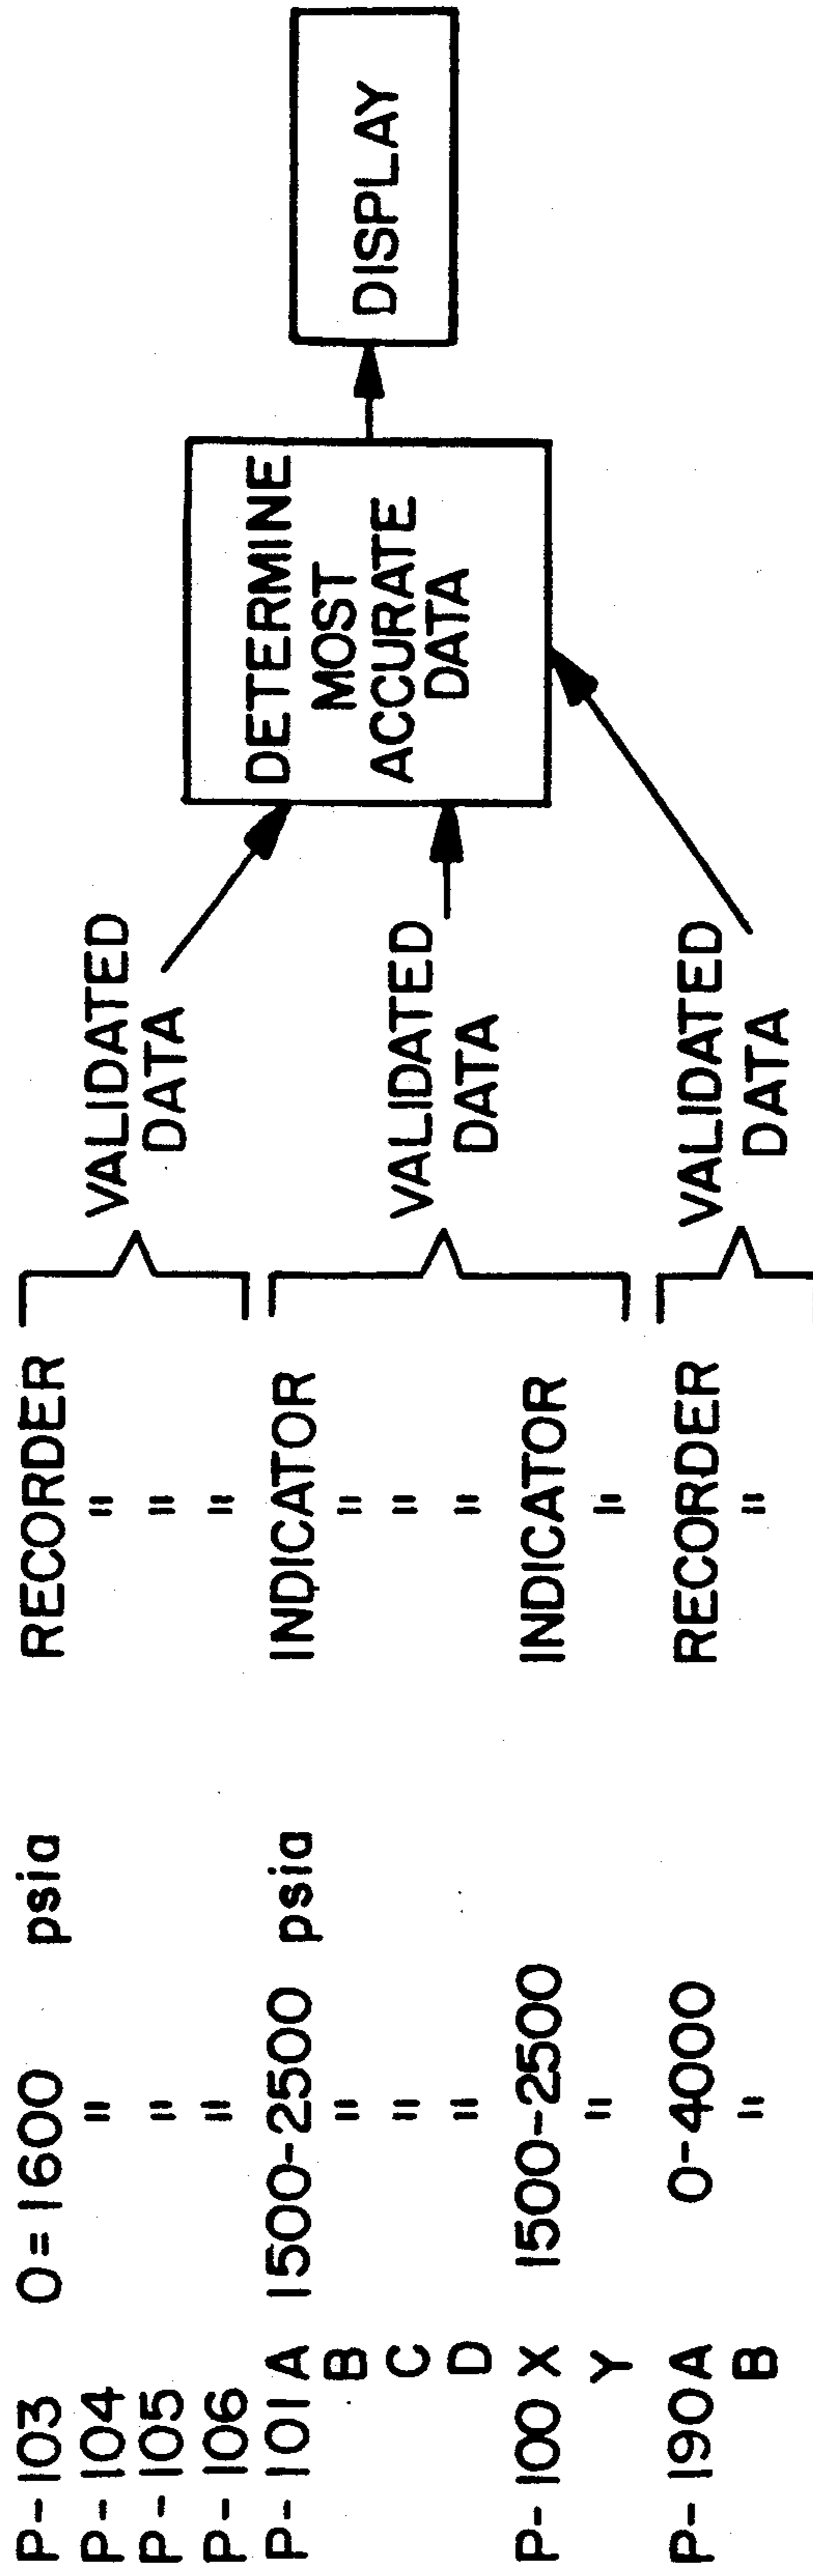 P-103 0=1600 psia RECORDER
P-104 " "
P-105 " "
P-106 " "
P-101 A 1500-2500 psia INDICATOR
B " "
C " "
D " "
P-100 X 1500-2500 INDICATOR
Y " "
P-190A 0-4000 RECORDER
B " "
VALIDATED
DATA
VALIDATED
DATA
VALIDATED
DATA
DETERMINE
MOST
ACCURATE
DATA
DISPLAY